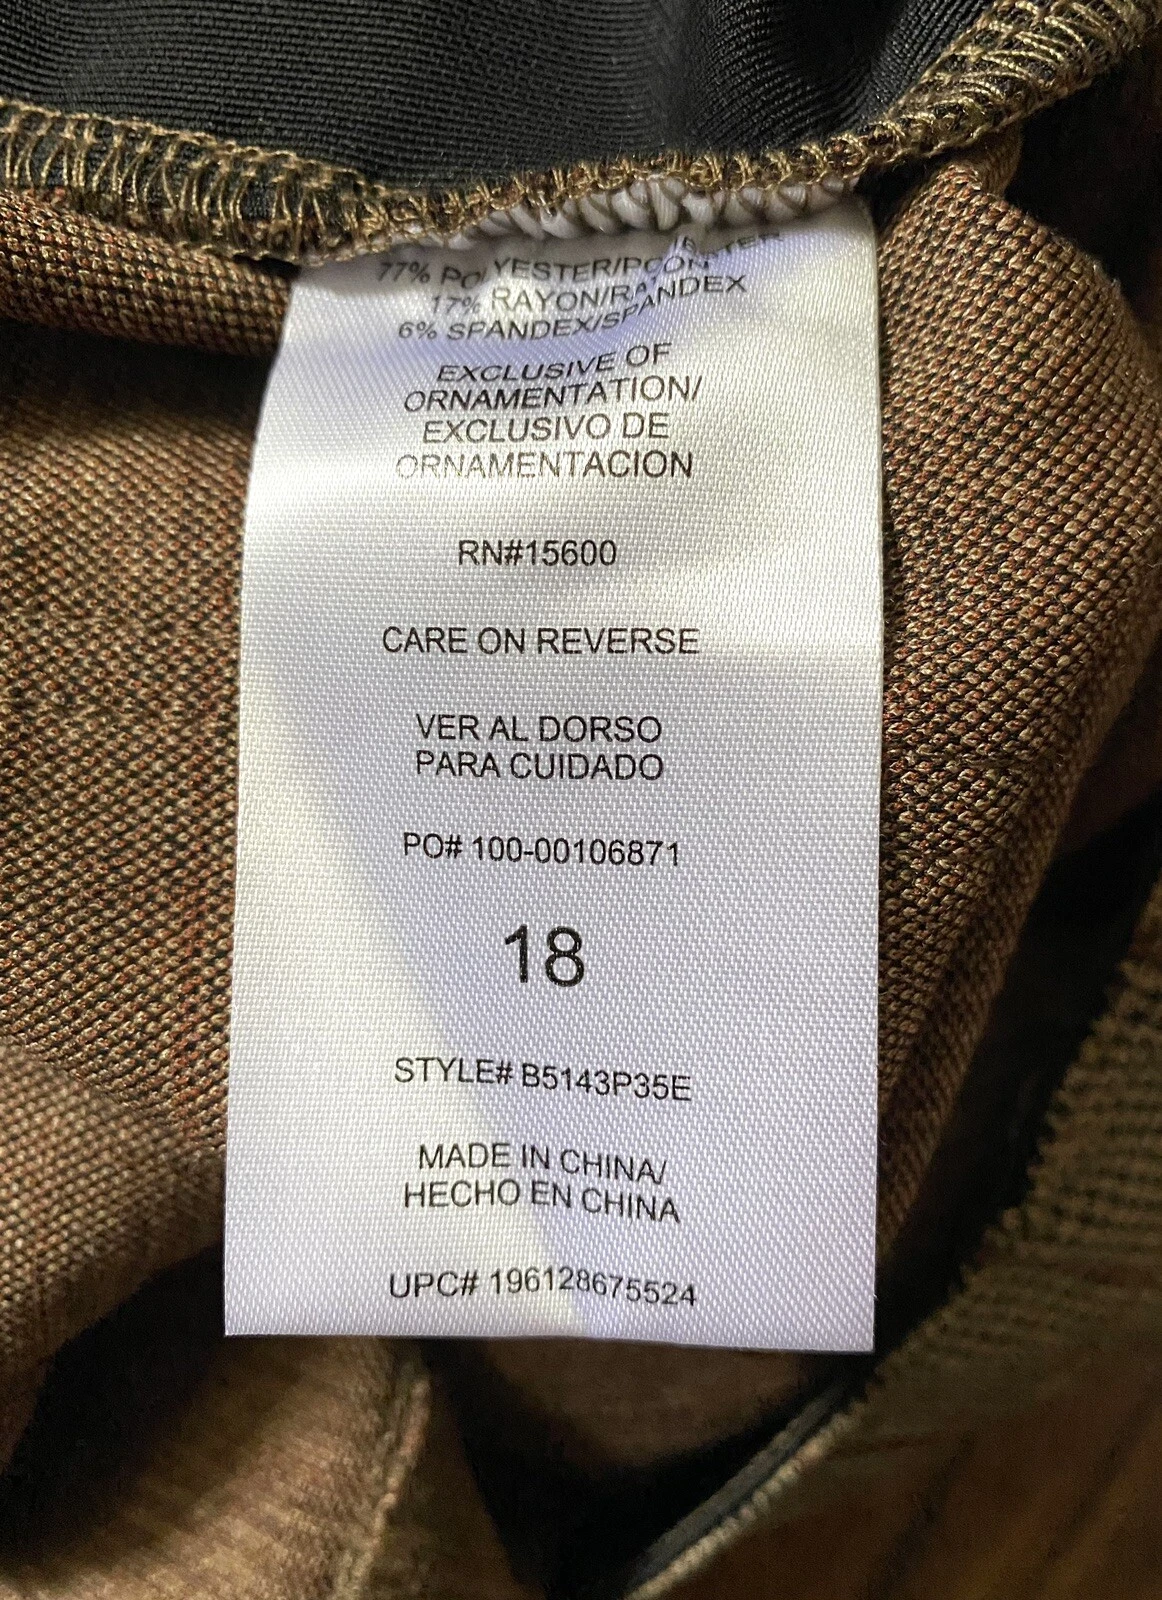 77% POLYESTER/POLIESTER
17% RAYON/RAYON
6% SPANDEX/SPANDEX
EXCLUSIVE OF
ORNAMENTATION/
EXCLUSIVO DE
ORNAMENTACION
RN#15600
CARE ON REVERSE
VER AL DORSO
PARA CUIDADO
PO# 100-00106871
18
STYLE# B5143P35E
MADE IN CHINA/
HECHO EN CHINA
UPC# 196128675524